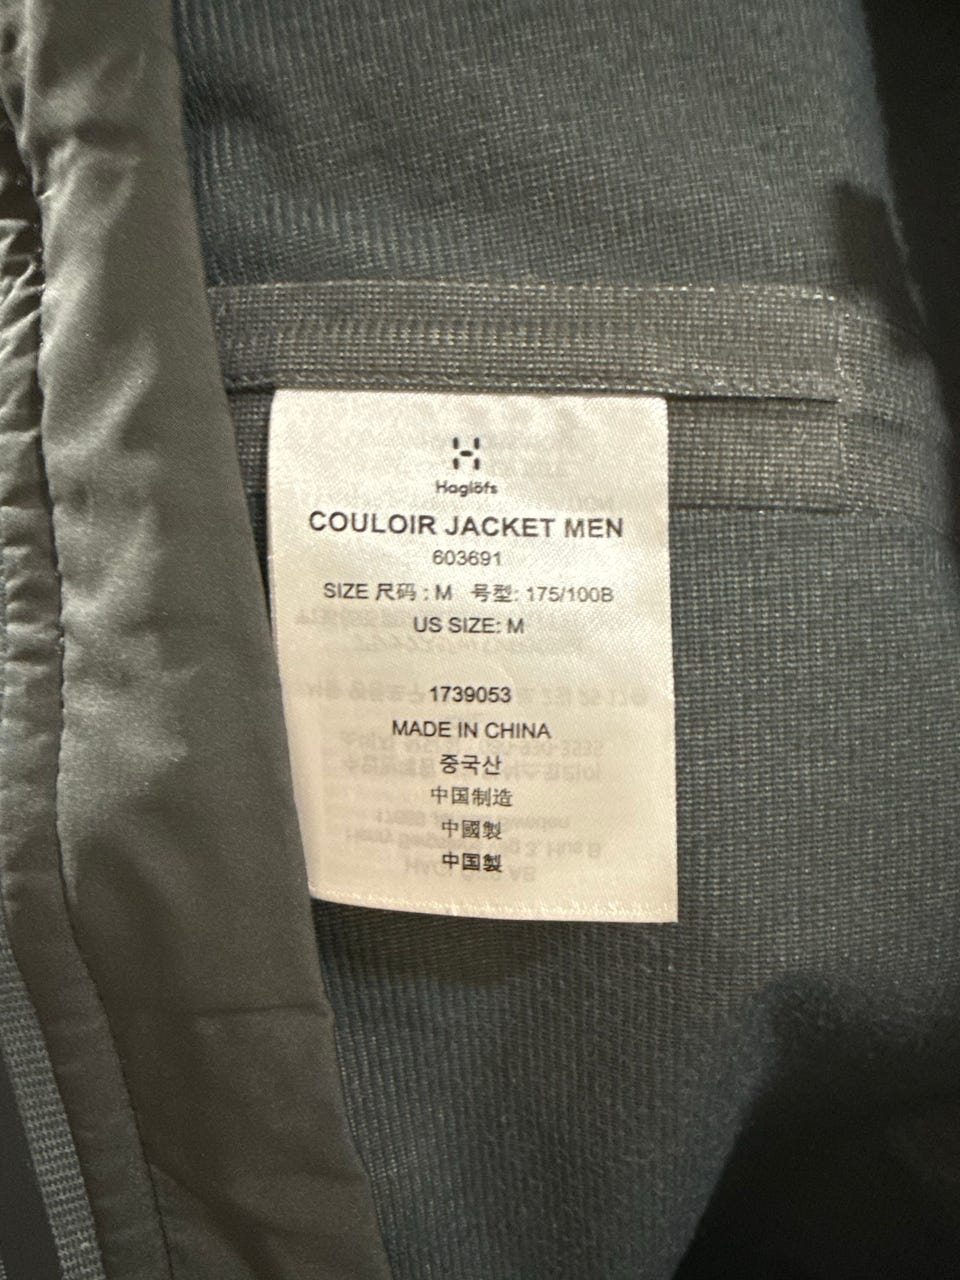 Haglöfs
COULOIR JACKET MEN
603691
SIZE 尺码 : M 号型: 175/100B
US SIZE: M
1739053
MADE IN CHINA
중국산
中国制造
中國製
中国製